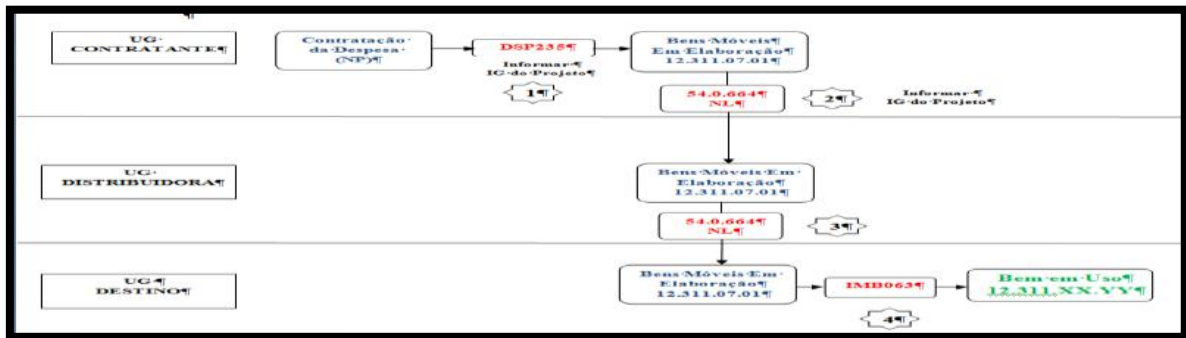 UG·
CONTRATANTE¶
Contratação
da·Despesa·
(NP)¶
DSP235¶
Informar·¶
IG·do·Projeto¶
1¶
Bens·Móveis¶
Em·Elaboração¶
12.311.07.01¶
54.0.664¶
NL¶
2¶
Informar·¶
IG·do·Projeto¶
UG·
DISTRIBUIDORA¶
Bens·Móveis·Em·
Elaboração¶
12.311.07.01¶
54.0.664¶
NL¶
3¶
UG·¶
DESTINO¶
Bens·Móveis·Em·
Elaboração¶
12.311.07.01¶
IMB063¶
4¶
Bem·em·Uso¶
12.311.XX.YY¶